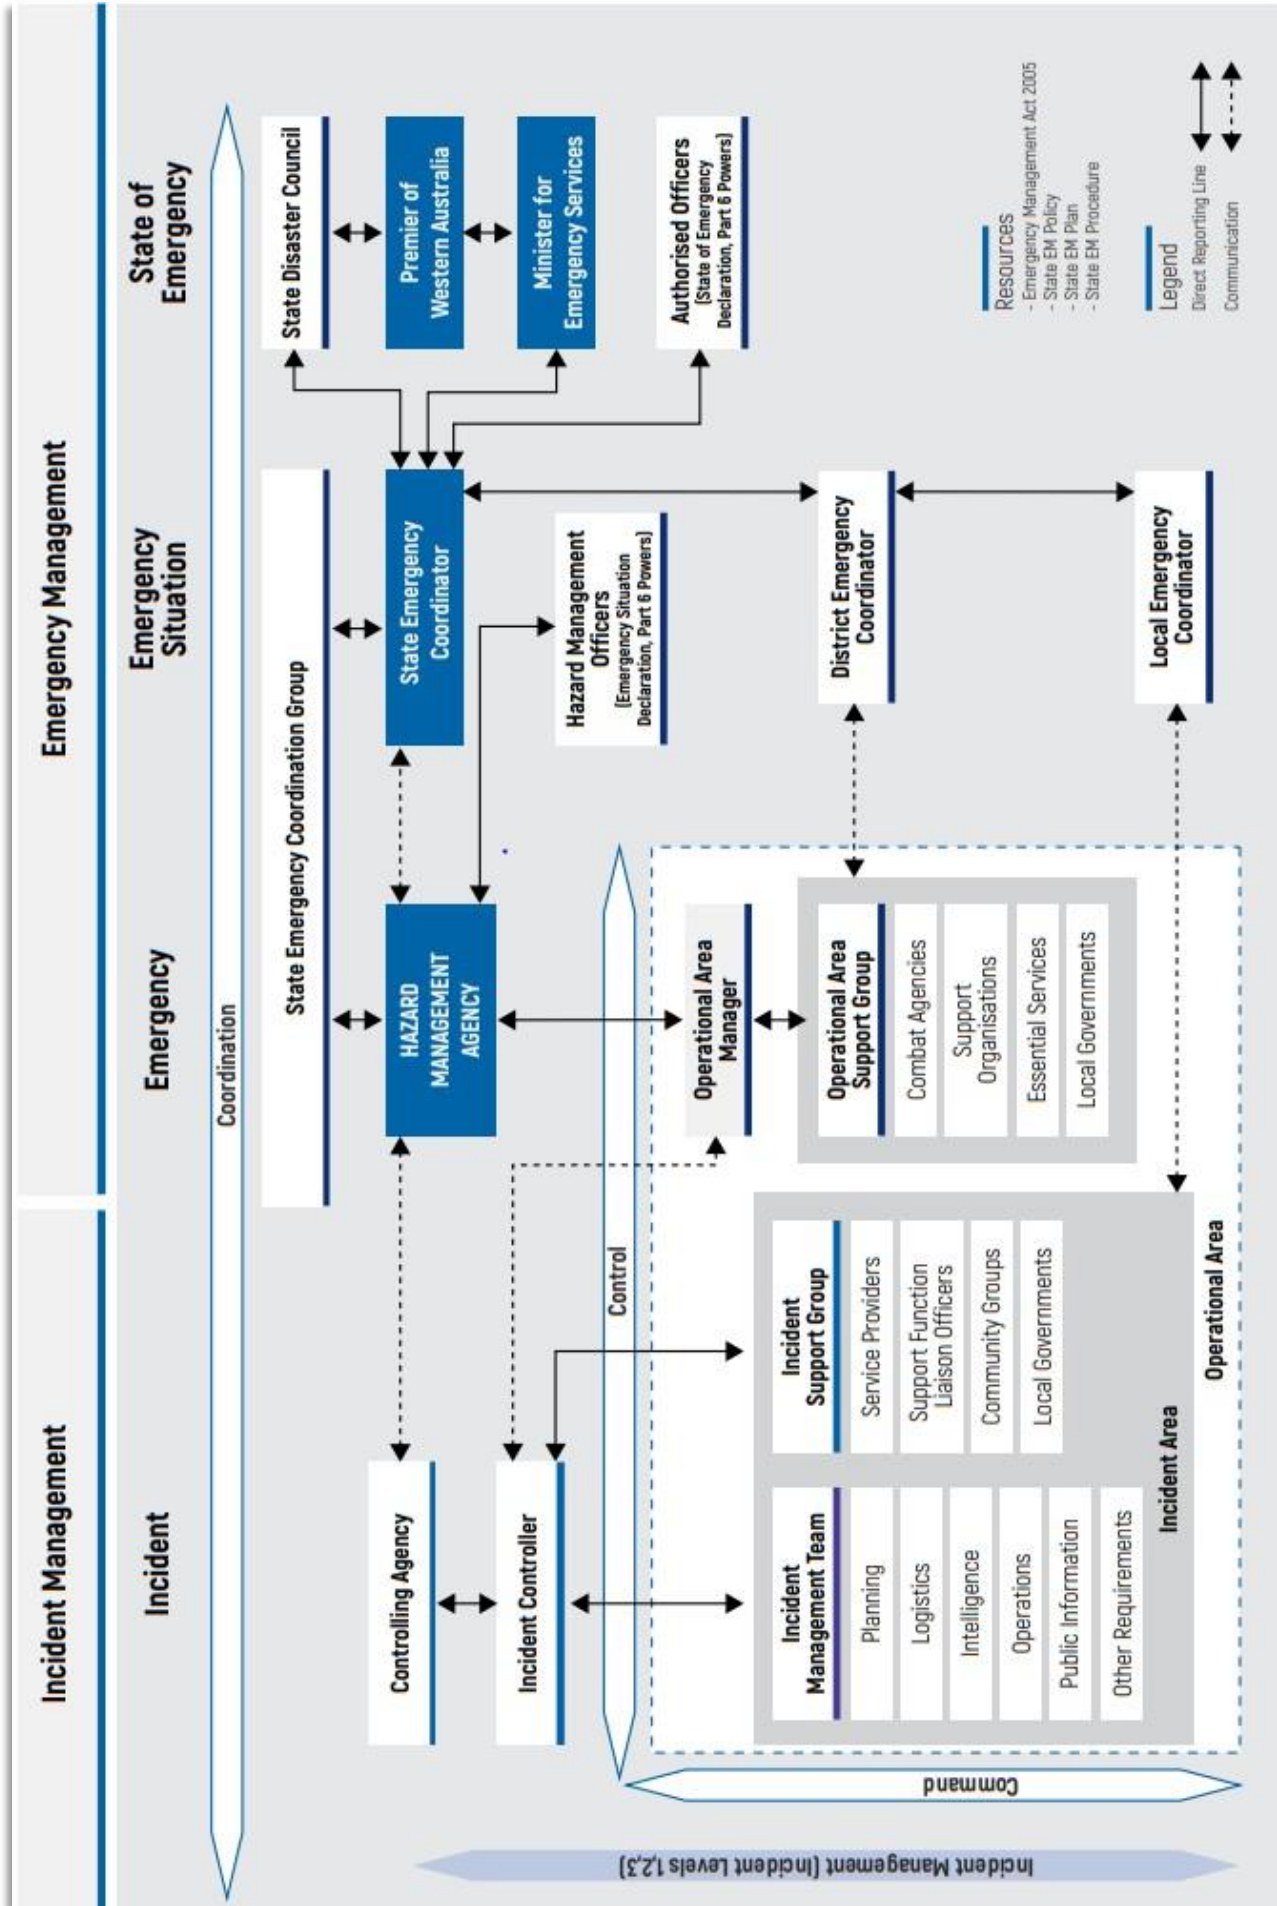 Incident Management
Emergency Management
Incident
Emergency
Emergency
Situation
State of
Emergency
Coordination
State Emergency Coordination Group
State Disaster Council
Controlling Agency
HAZARD
MANAGEMENT
AGENCY
State Emergency
Coordinator
Premier of
Western Australia
Incident Controller
Hazard Management
Officers
(Emergency Situation
Declaration, Part 6 Powers)
Minister for
Emergency Services
Authorised Officers
(State of Emergency
Declaration, Part 6 Powers)
Control
Operational Area
Manager
Incident
Management Team
Planning
Logistics
Intelligence
Operations
Public Information
Other Requirements
Incident
Support Group
Service Providers
Support Function
Liaison Officers
Community Groups
Local Governments
Incident Area
Operational Area
Support Group
Combat Agencies
Support
Organisations
Essential Services
Local Governments
Operational Area
District Emergency
Coordinator
Local Emergency
Coordinator
Resources
- Emergency Management Act 2005
- State EM Policy
- State EM Plan
- State EM Procedure
Legend
Direct Reporting Line
Communication
Command
Incident Management (Incident Levels 1,2,3)